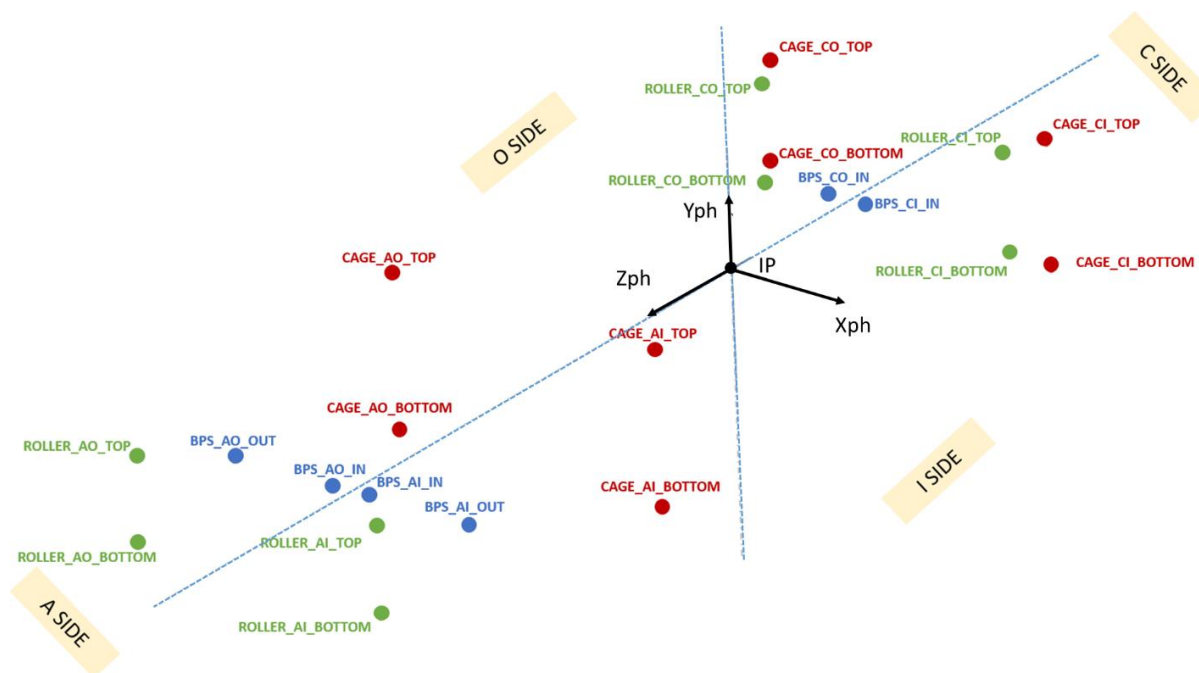 CAGE_CO_TOP
C SIDE
ROLLER_CO_TOP
O SIDE
CAGE_CI_TOP
ROLLER_CI_TOP
CAGE_CO_BOTTOM
ROLLER_CO_BOTTOM
BPS_CO_IN
BPS_CI_IN
Yph
CAGE_AO_TOP
IP
ROLLER_CI_BOTTOM
CAGE_CI_BOTTOM
Zph
Xph
CAGE_AI_TOP
CAGE_AO_BOTTOM
ROLLER_AO_TOP
BPS_AO_OUT
BPS_AO_IN
BPS_AI_IN
I SIDE
CAGE_AI_BOTTOM
BPS_AI_OUT
ROLLER_AI_TOP
ROLLER_AO_BOTTOM
A SIDE
ROLLER_AI_BOTTOM